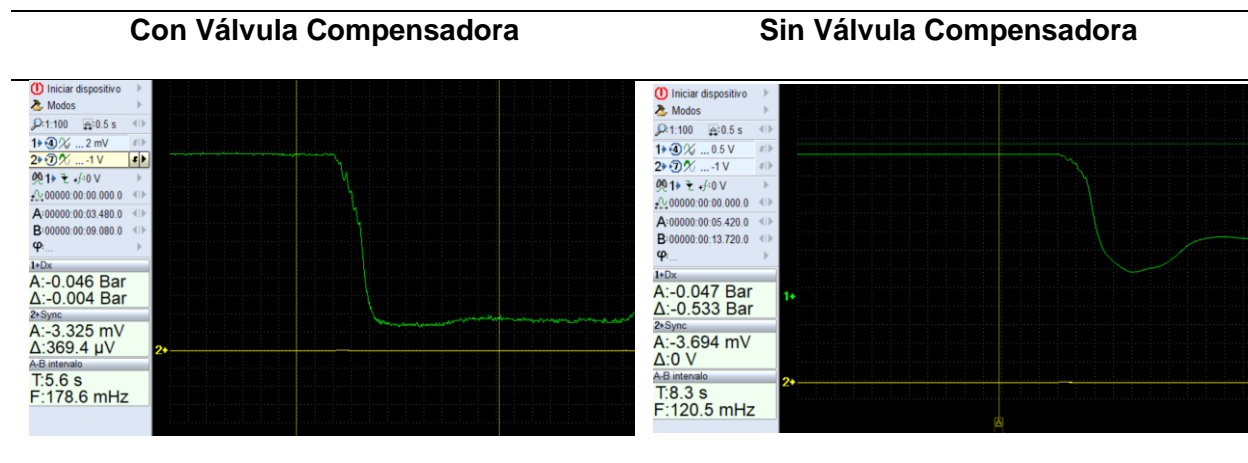 Con Válvula Compensadora
Sin Válvula Compensadora
Iniciar dispositivo
Modos
1:100 0.5 s
1 4 ... 2 mV
2 7 ... -1 V
1 0 V
00000:00:00.000.0
A:00000:00:03.480.0
B:00000:00:09.080.0
φ:...
1 Dx
A:-0.046 Bar
Δ:-0.004 Bar
2 Sync
A:-3.325 mV
Δ:369.4 µV
A-B intervalo
T:5.6 s
F:178.6 mHz
2
Iniciar dispositivo
Modos
1:100 0.5 s
1 4 ... 0.5 V
2 7 ... -1 V
1 0 V
00000:00:00.000.0
A:00000:00:05.420.0
B:00000:00:13.720.0
φ:...
1 Dx
A:-0.047 Bar
Δ:-0.533 Bar
2 Sync
A:-3.694 mV
Δ:0 V
A-B intervalo
T:8.3 s
F:120.5 mHz
1
2
A